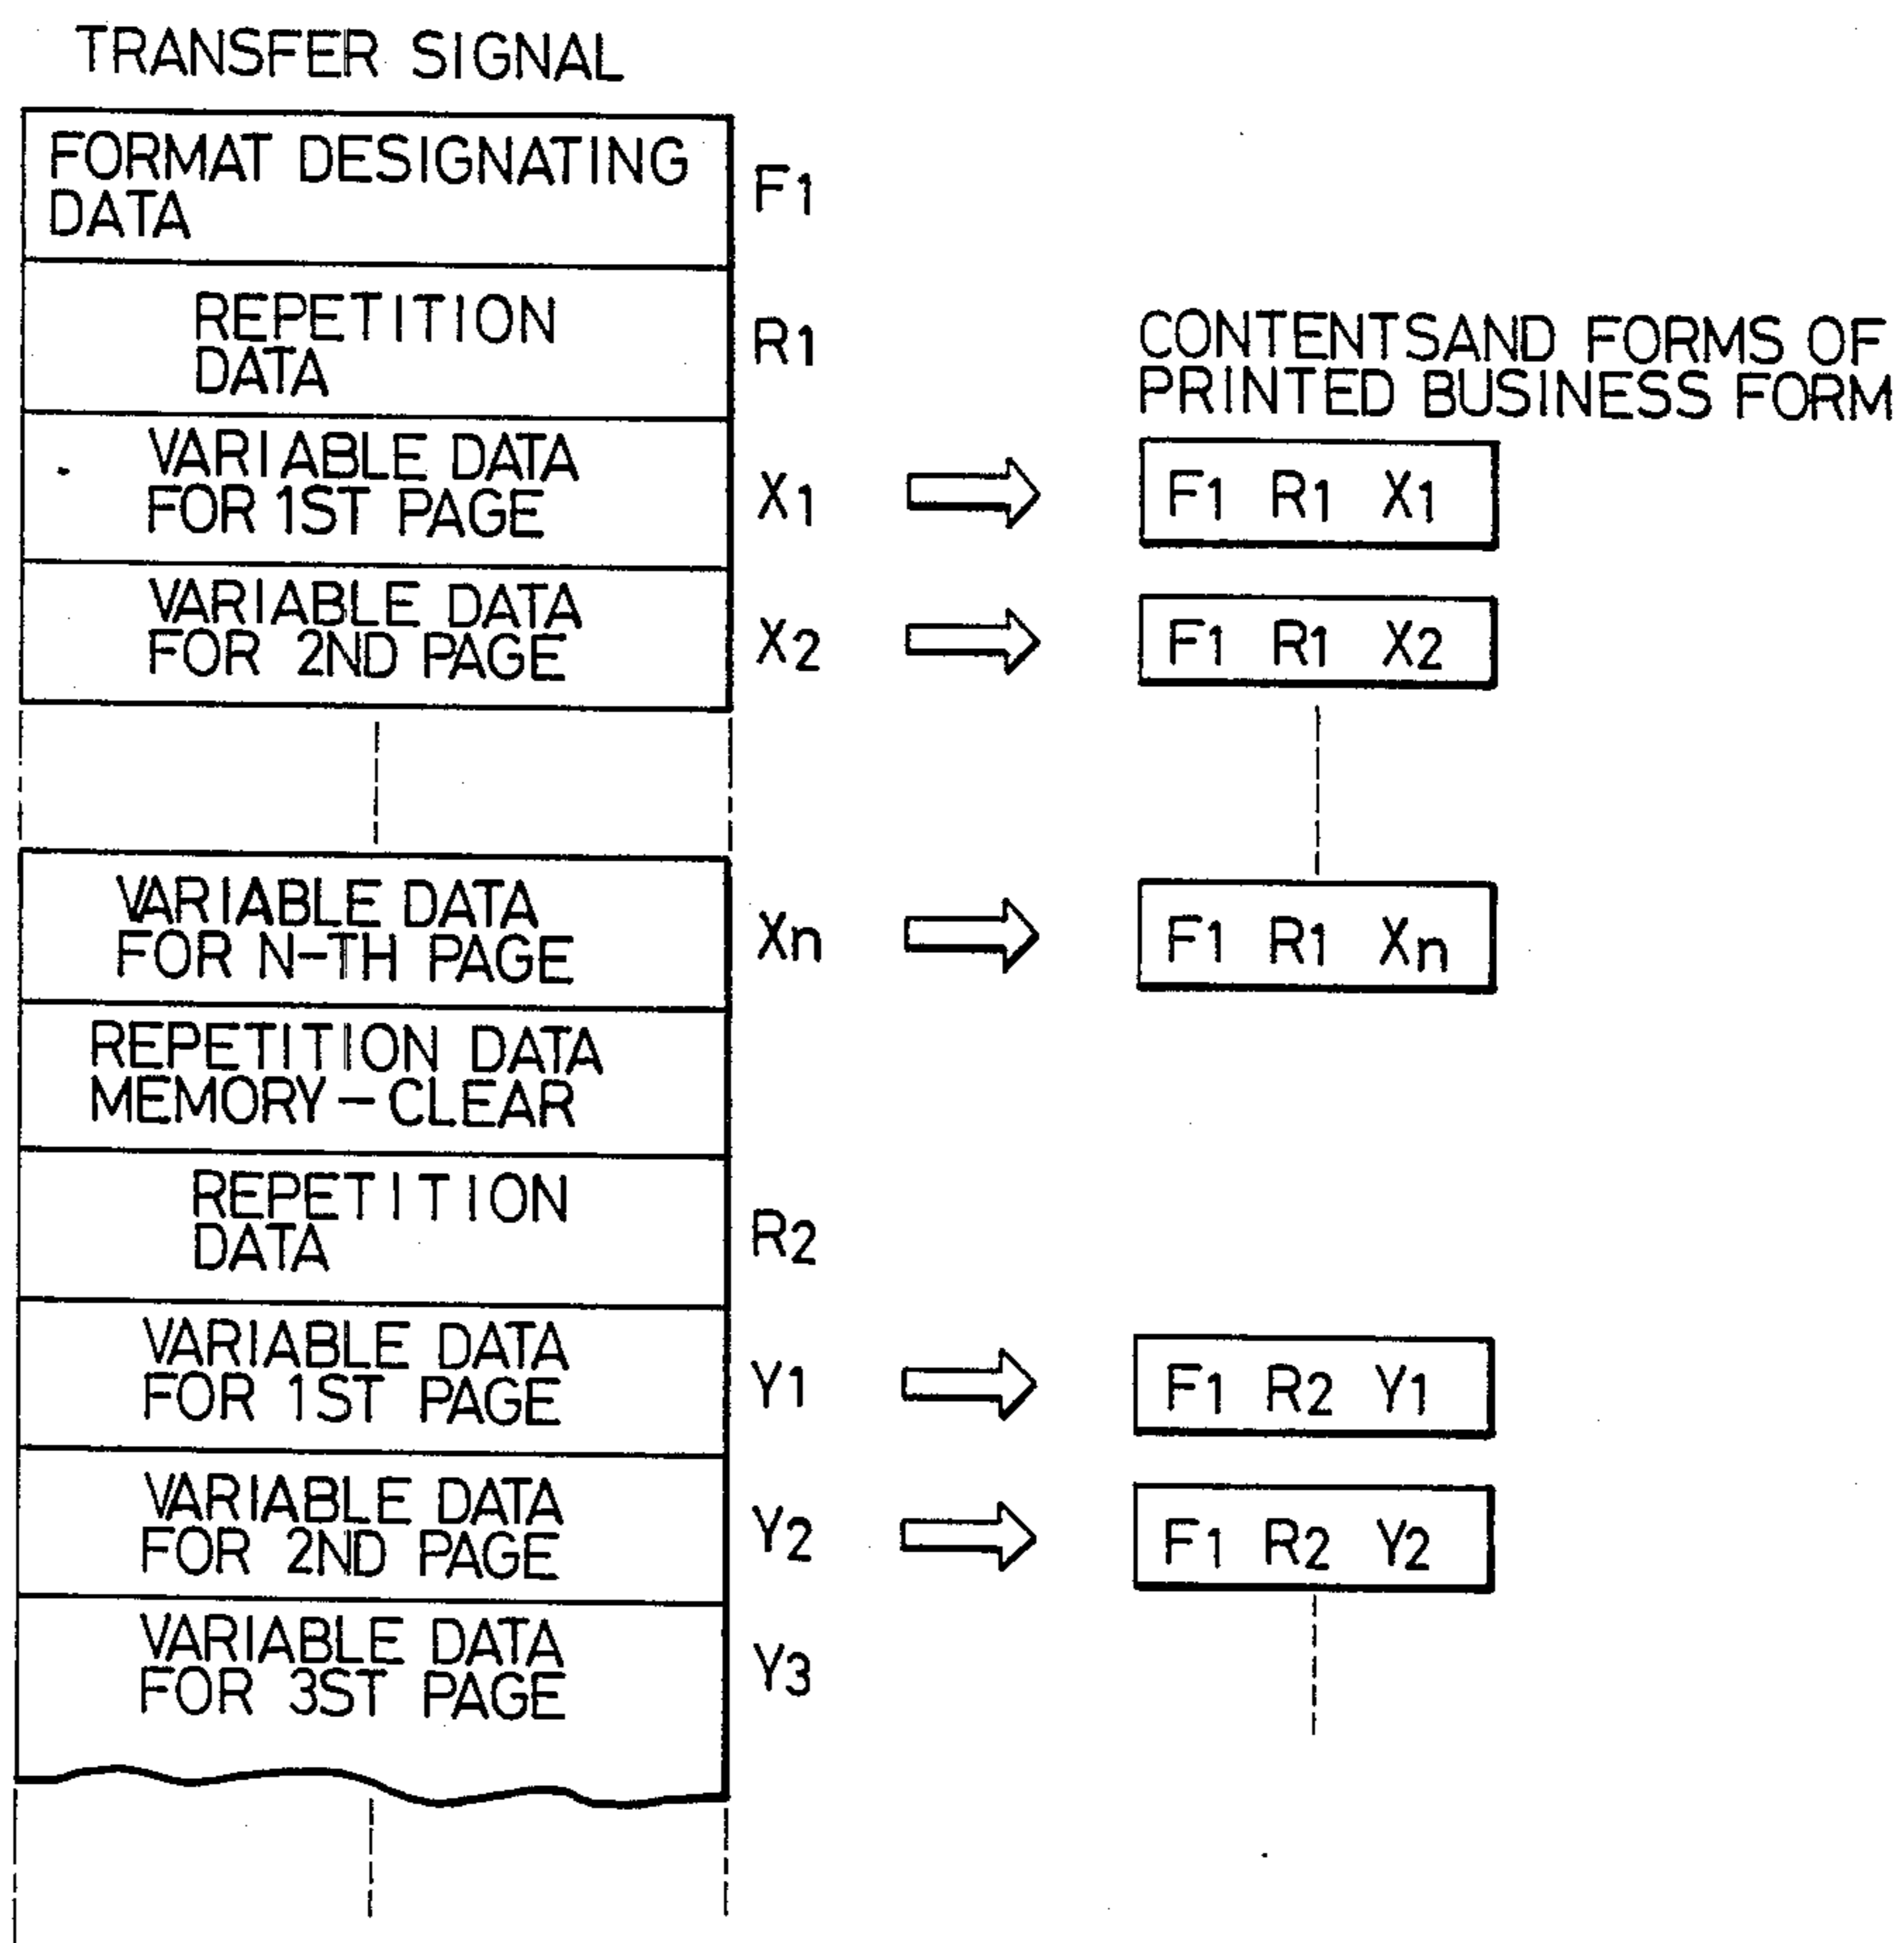 TRANSFER SIGNAL
FORMAT DESIGNATING
DATA
F1
REPETITION
DATA
R1
CONTENTSAND FORMS OF
PRINTED BUSINESS FORM
VARIABLE DATA
FOR 1ST PAGE
X1
F1 R1 X1
VARIABLE DATA
FOR 2ND PAGE
X2
F1 R1 X2
VARIABLE DATA
FOR N-TH PAGE
Xn
F1 R1 Xn
REPETITION DATA
MEMORY-CLEAR
REPETITION
DATA
R2
VARIABLE DATA
FOR 1ST PAGE
Y1
F1 R2 Y1
VARIABLE DATA
FOR 2ND PAGE
Y2
F1 R2 Y2
VARIABLE DATA
FOR 3ST PAGE
Y3